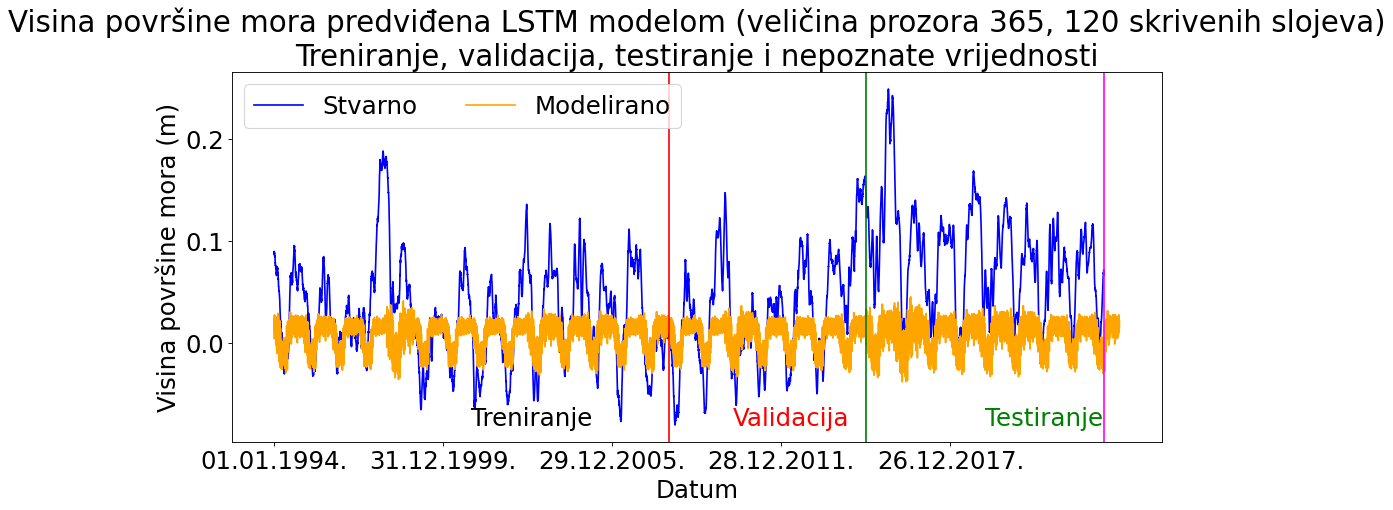 Visina površine mora predviđena LSTM modelom (veličina prozora 365, 120 skrivenih slojeva)
Treniranje, validacija, testiranje i nepoznate vrijednosti
Stvarno Modelirano
Visina površine mora (m)
0.2
0.1
0.0
Treniranje Validacija Testiranje
01.01.1994. 31.12.1999. 29.12.2005. 28.12.2011. 26.12.2017.
Datum